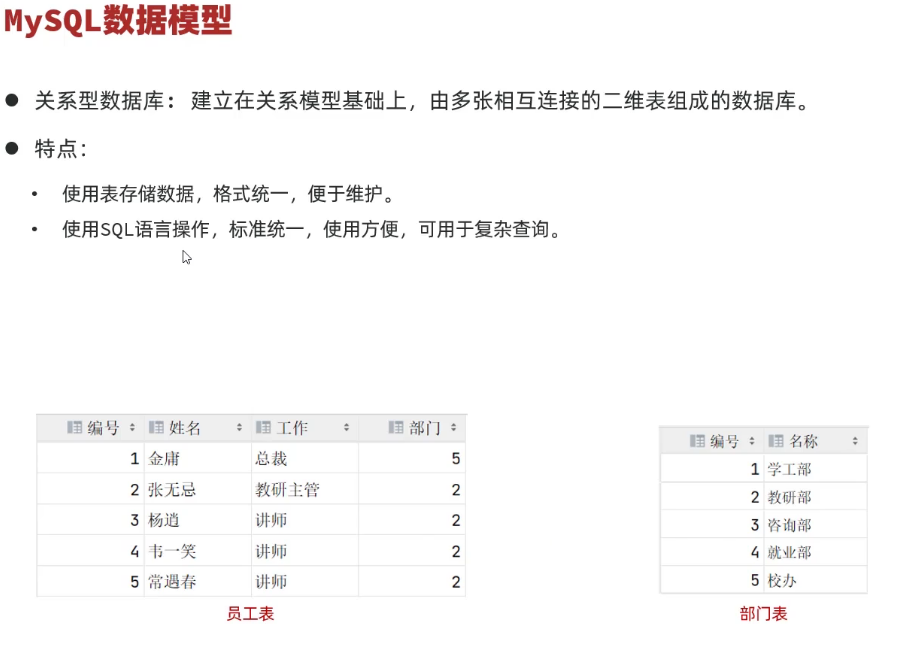 MySQL数据模型
● 关系型数据库：建立在关系模型基础上，由多张相互连接的二维表组成的数据库。
● 特点：
• 使用表存储数据，格式统一，便于维护。
• 使用SQL语言操作，标准统一，使用方便，可用于复杂查询。
编号 姓名 工作 部门
1 金庸 总裁 5
2 张无忌 教研主管 2
3 杨逍 讲师 2
4 韦一笑 讲师 2
5 常遇春 讲师 2
员工表
编号 名称
1 学工部
2 教研部
3 咨询部
4 就业部
5 校办
部门表